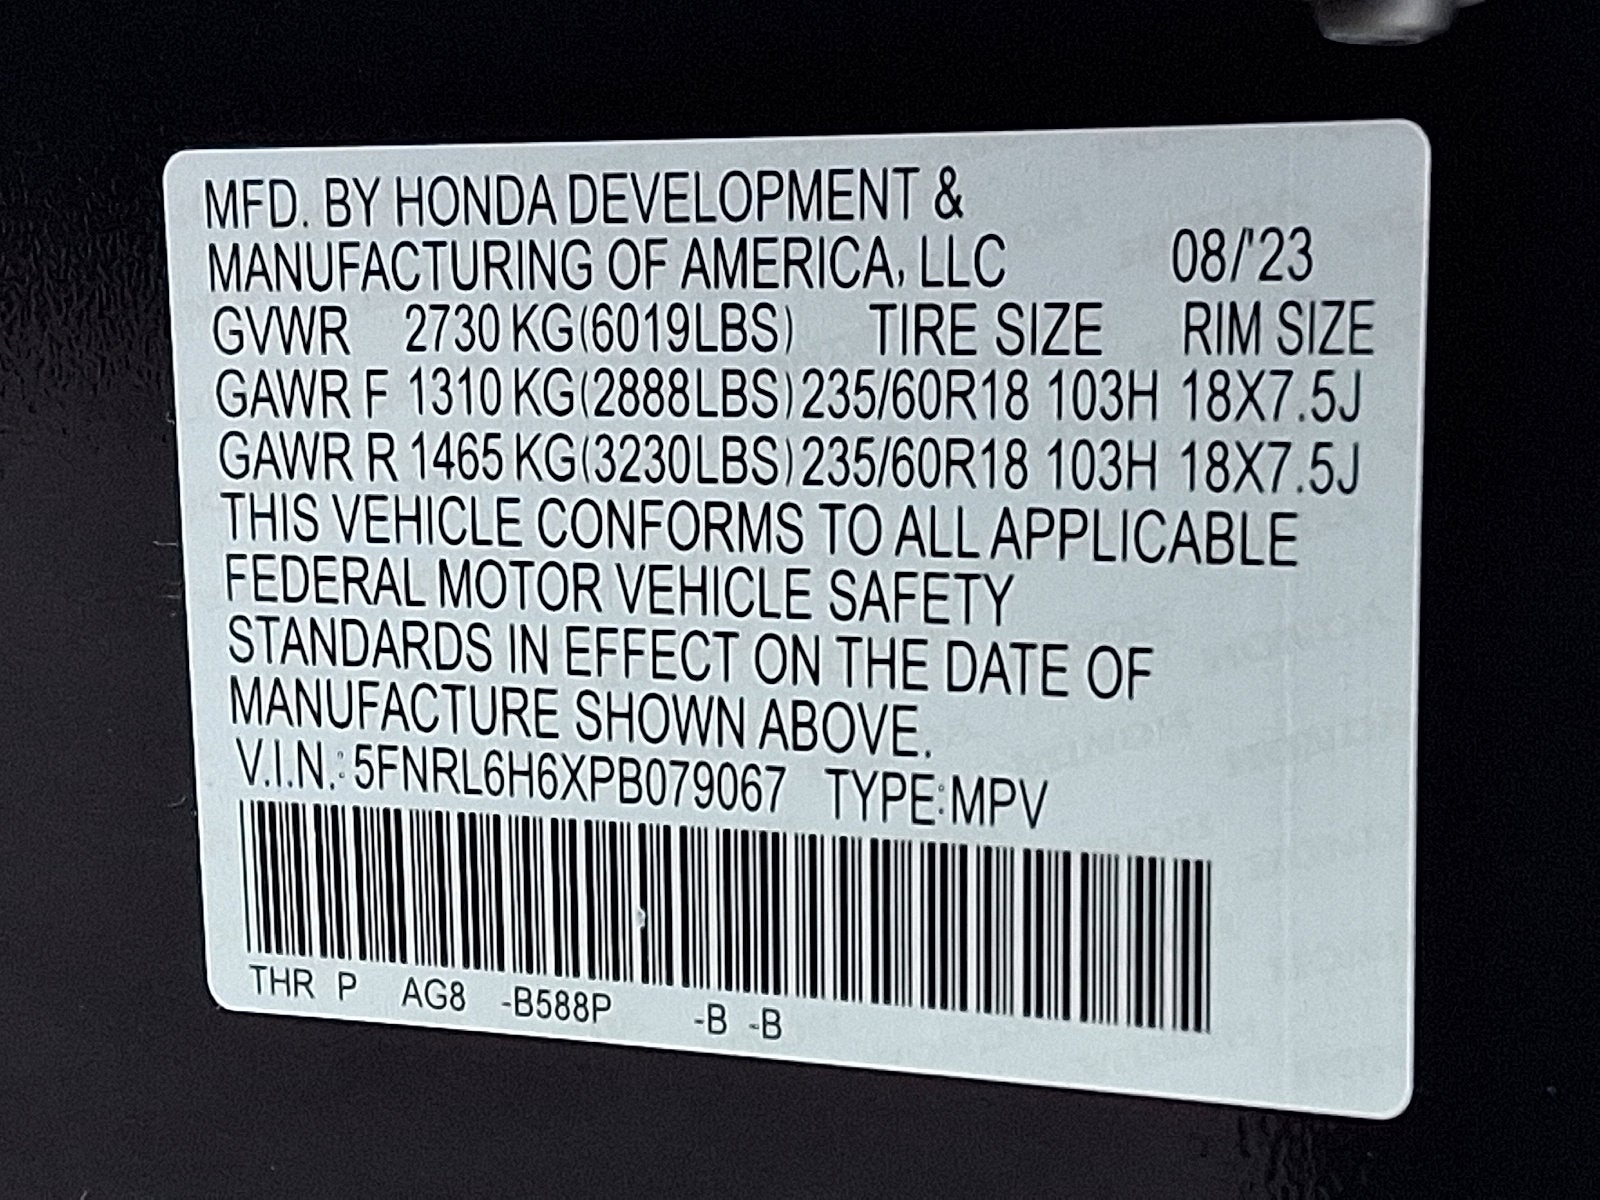 MFD. BY HONDA DEVELOPMENT &
MANUFACTURING OF AMERICA, LLC 08/'23
GVWR 2730 KG(6019LBS) TIRE SIZE RIM SIZE
GAWR F 1310 KG(2888LBS) 235/60R18 103H 18X7.5J
GAWR R 1465 KG(3230LBS) 235/60R18 103H 18X7.5J
THIS VEHICLE CONFORMS TO ALL APPLICABLE
FEDERAL MOTOR VEHICLE SAFETY
STANDARDS IN EFFECT ON THE DATE OF
MANUFACTURE SHOWN ABOVE.
V.I.N.: 5FNRL6H6XPB079067 TYPE:MPV
THR P AG8 -B588P -B -B